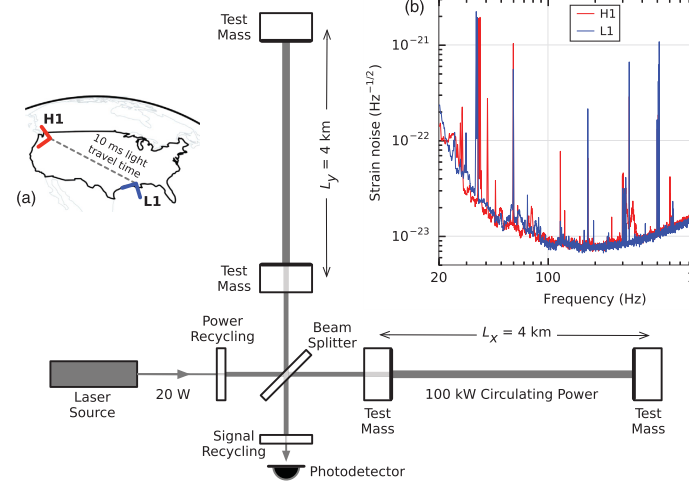 Test
Mass
(b)
H1
L1
10⁻²¹
10⁻²²
10⁻²³
Strain noise (Hz⁻¹/²)
20
100
Frequency (Hz)
H1
10 ms light
travel time
L1
(a)
Ly = 4 km
Test
Mass
Power
Recycling
Beam
Splitter
Lx = 4 km
Laser
Source
20 W
100 kW Circulating Power
Test
Mass
Test
Mass
Signal
Recycling
Photodetector